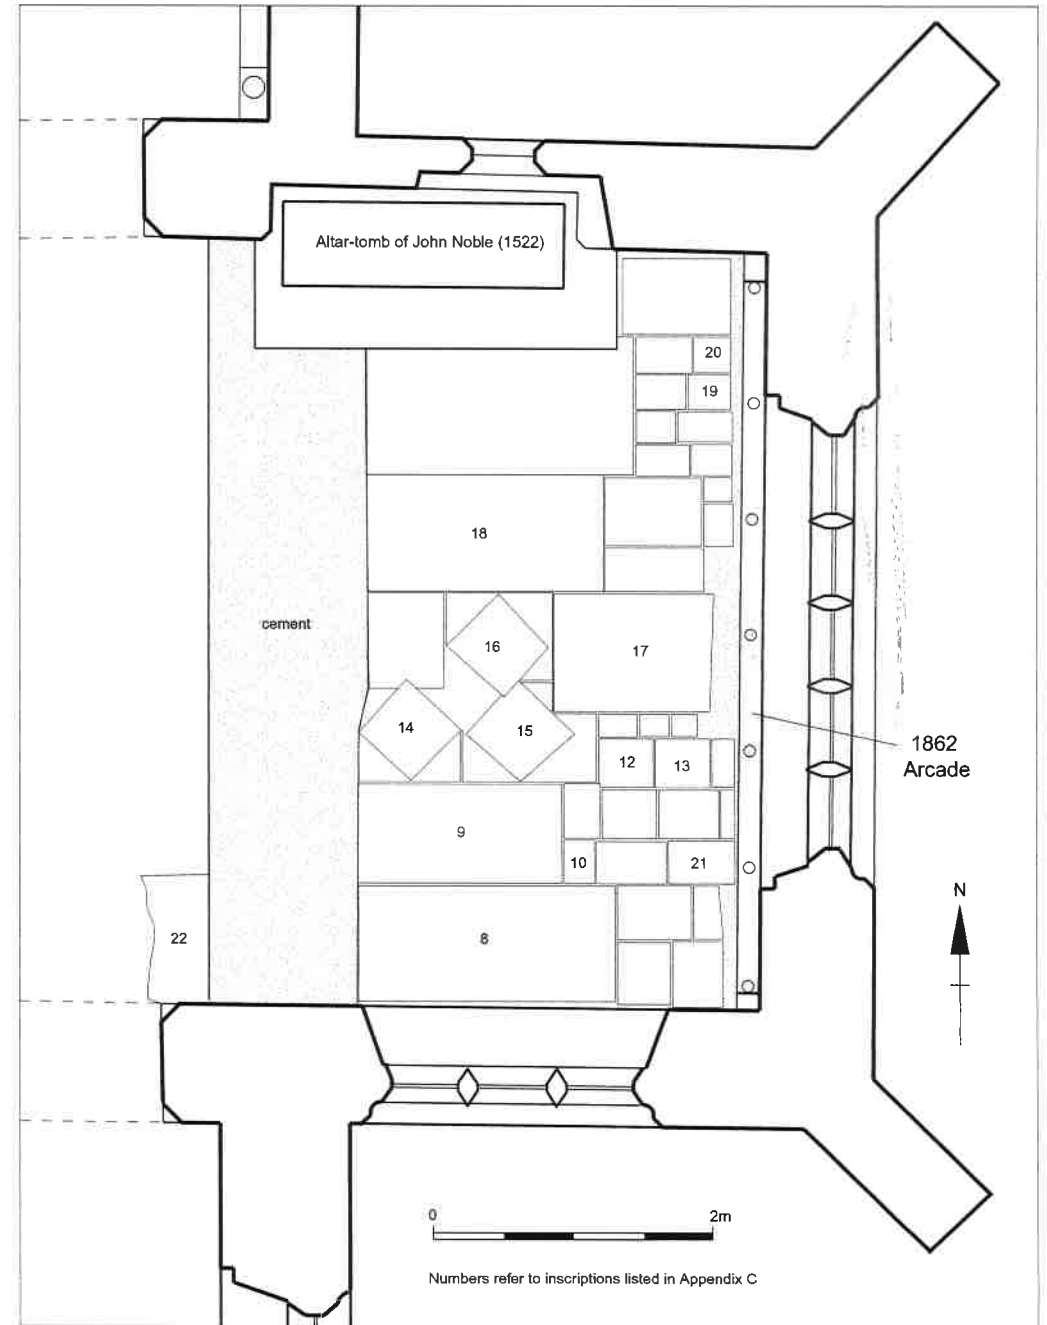 Altar-tomb of John Noble (1522)
20
19
18
cement
16
17
14
15
1862
Arcade
12
13
9
10
21
N
22
8
0
2m
Numbers refer to inscriptions listed in Appendix C